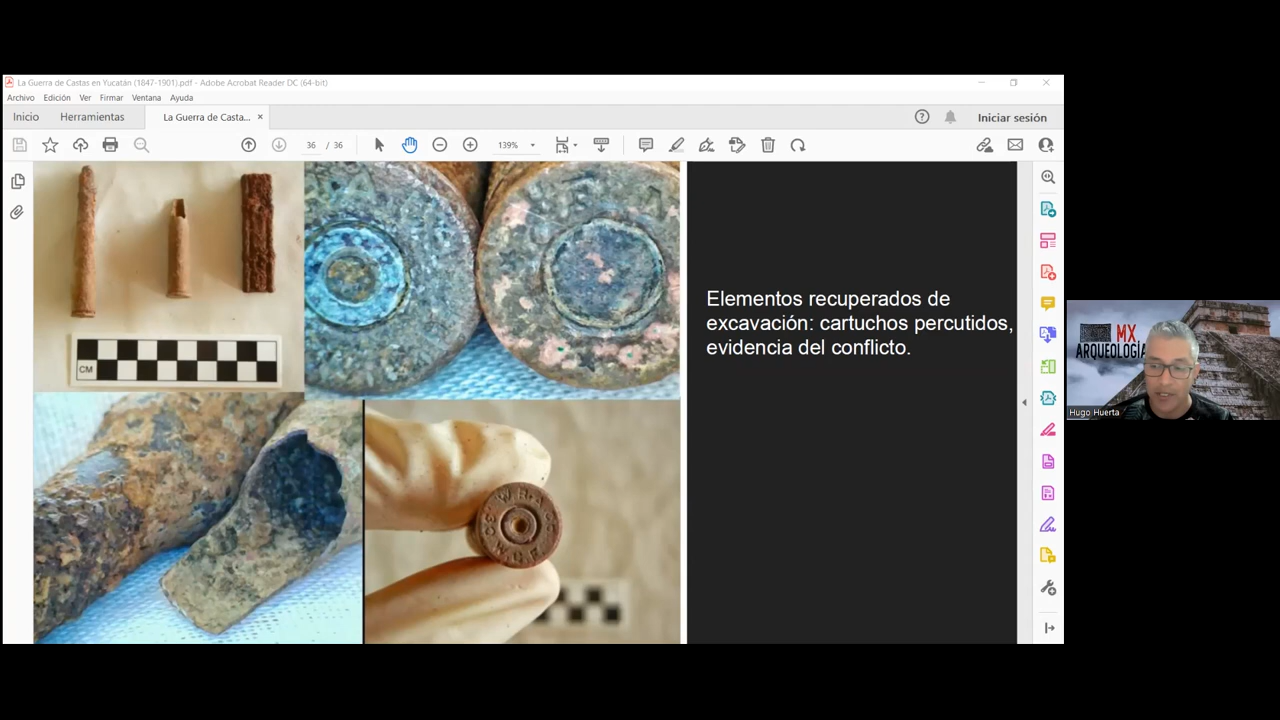 La Guerra de Castas en Yucatán (1847-1901).pdf - Adobe Acrobat Reader DC (64-bit)
Archivo Edición Ver Firmar Ventana Ayuda
Inicio Herramientas La Guerra de Casta... × Iniciar sesión
36 / 36 139%
CM
W.R.A
W.C.F.
Elementos recuperados de
excavación: cartuchos percutidos,
evidencia del conflicto.
MX
ARQUEOLOGÍA
Hugo Huerta